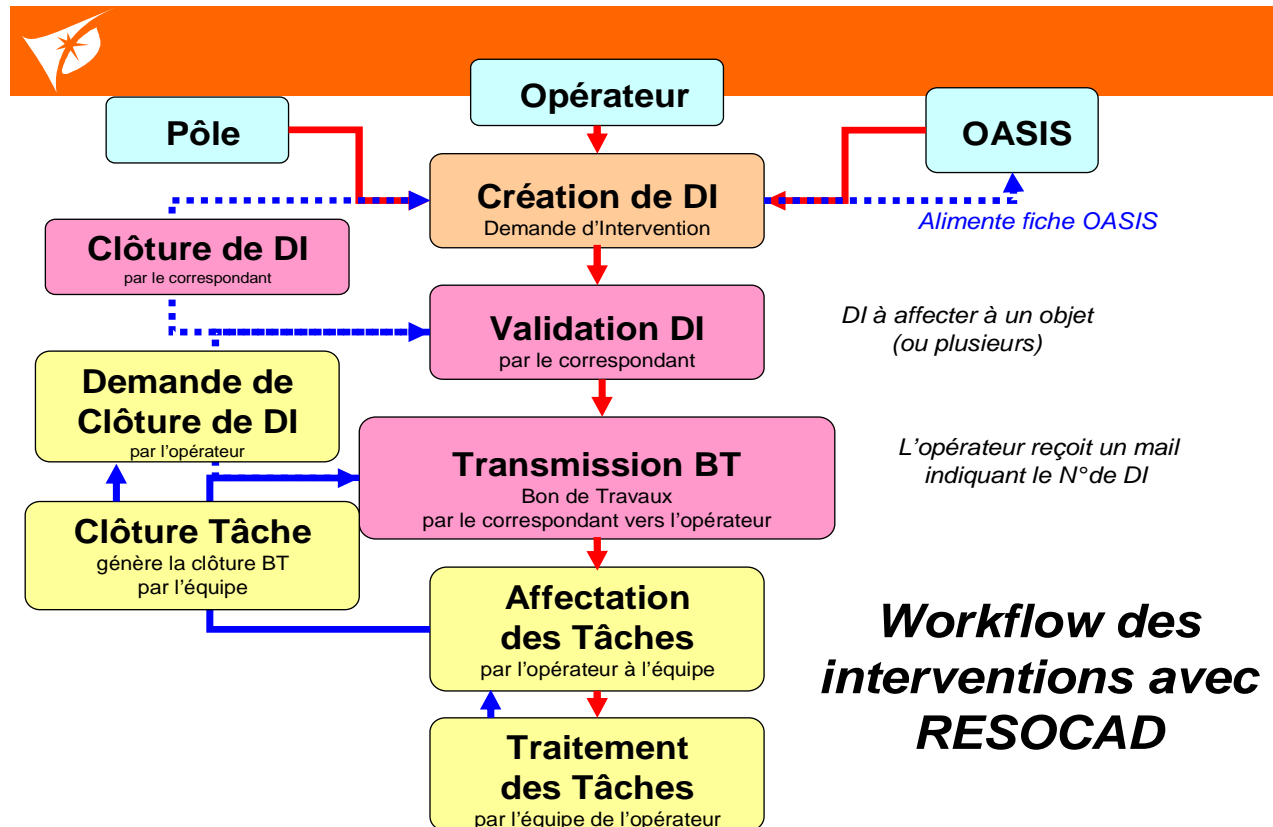 Opérateur
Pôle
OASIS
Création de DI
Demande d’Intervention
Alimente fiche OASIS
Clôture de DI
par le correspondant
Validation DI
par le correspondant
DI à affecter à un objet
(ou plusieurs)
Demande de
Clôture de DI
par l’opérateur
Transmission BT
Bon de Travaux
par le correspondant vers l’opérateur
L’opérateur reçoit un mail
indiquant le N°de DI
Clôture Tâche
génère la clôture BT
par l’équipe
Affectation
des Tâches
par l’opérateur à l’équipe
Workflow des
interventions avec
RESOCAD
Traitement
des Tâches
par l’équipe de l’opérateur